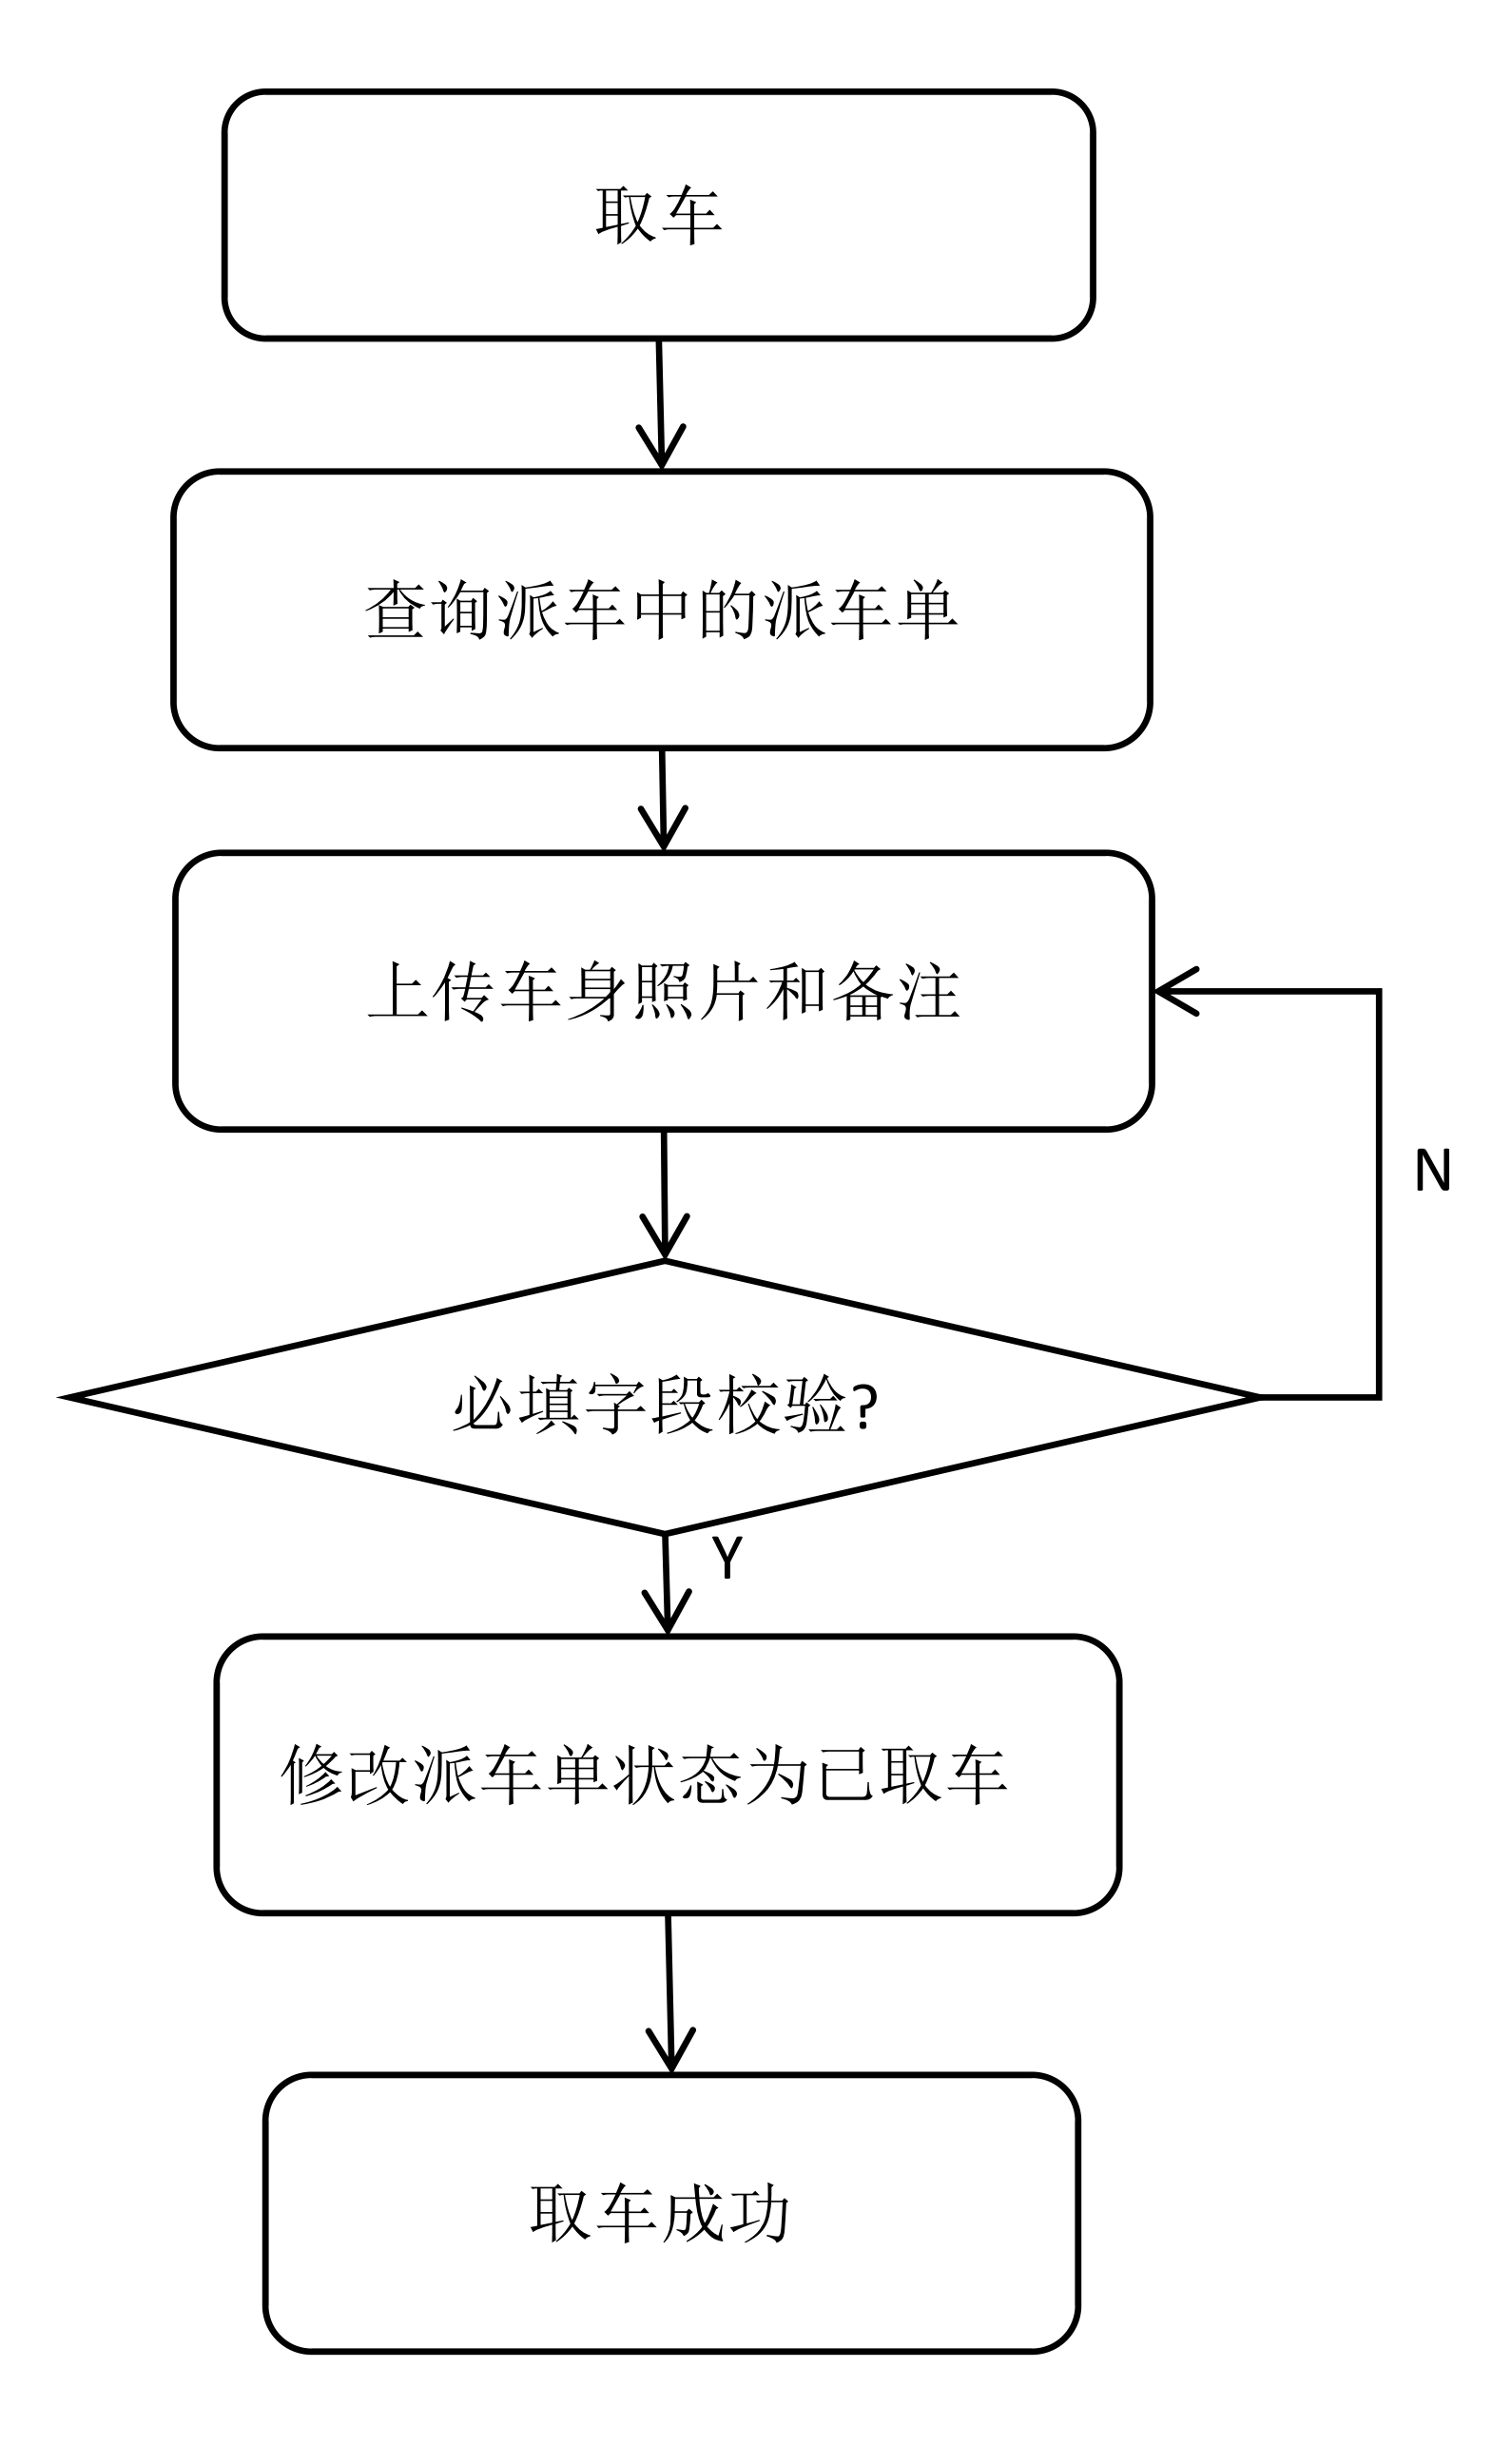 取车
查询派车中的派车单
上传车身照片和备注
N
必填字段校验?
Y
修改派车单状态为已取车
取车成功